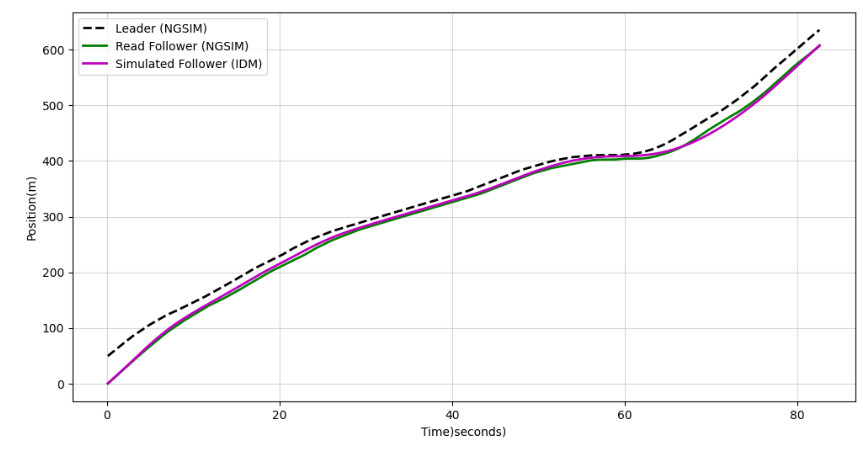 Leader (NGSIM)
Read Follower (NGSIM)
Simulated Follower (IDM)
600
500
400
300
200
100
0
Position(m)
0 20 40 60 80
Time)seconds)